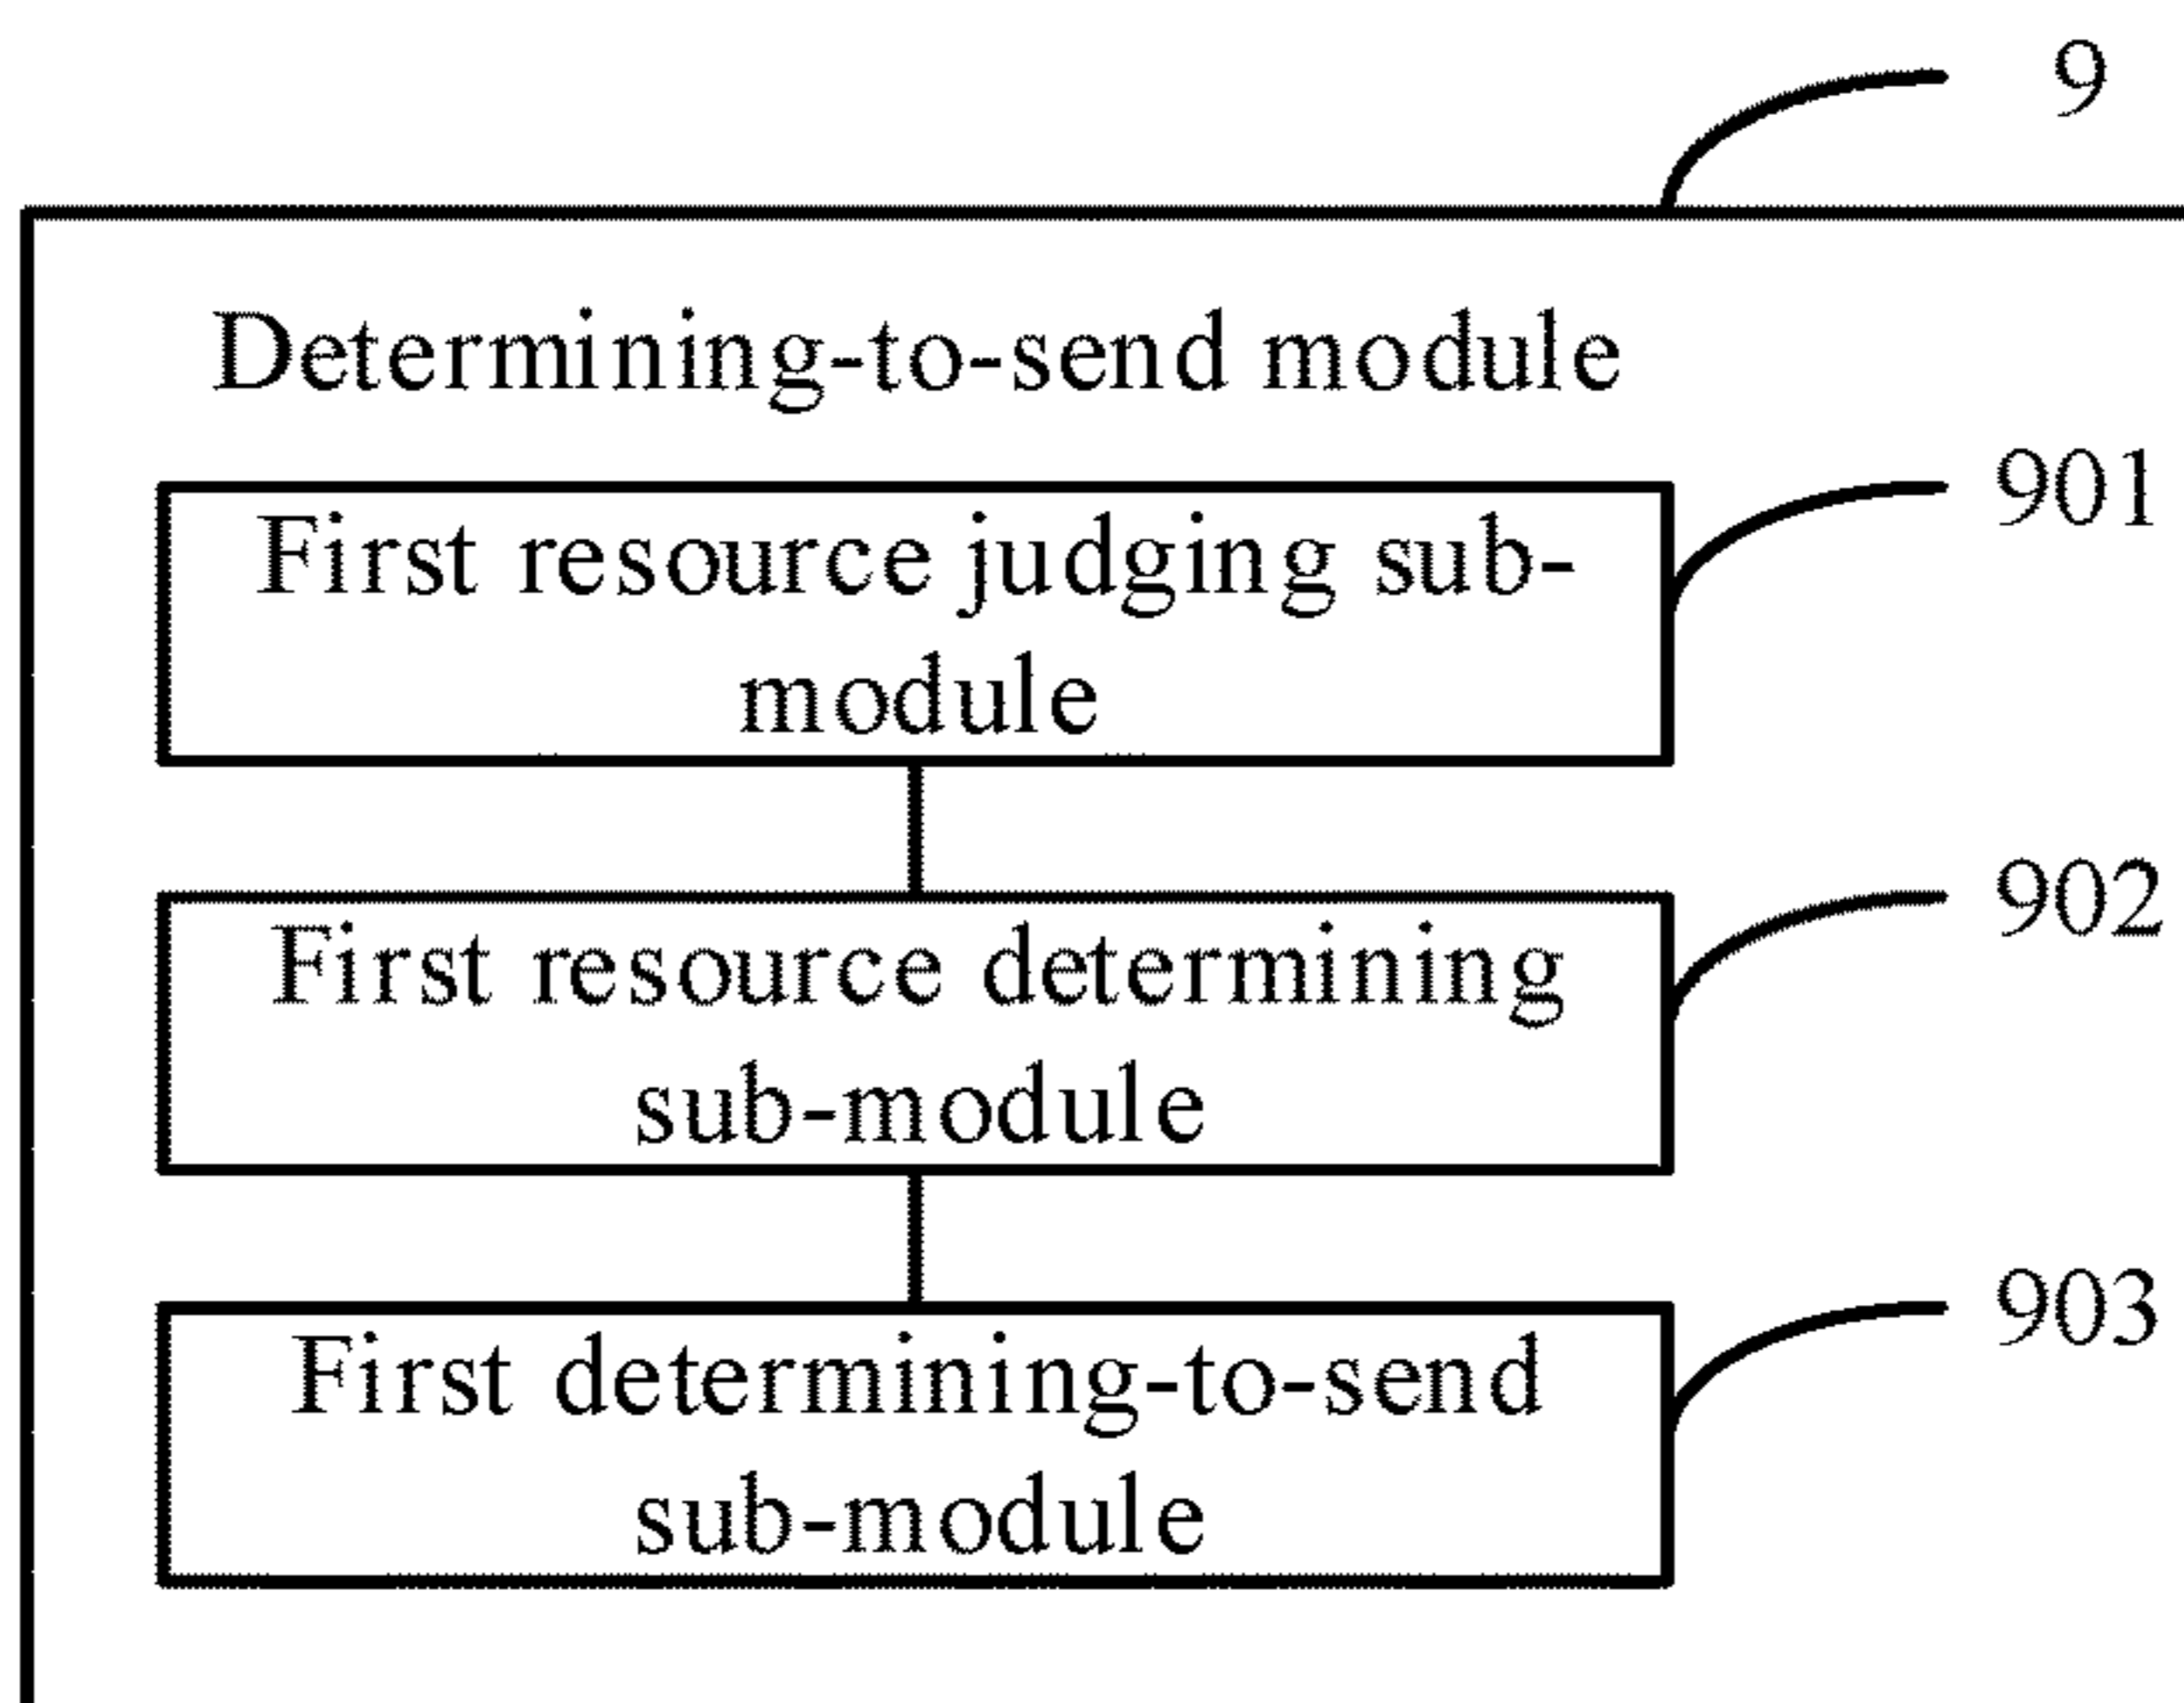 9
Determining-to-send module
901
First resource judging sub-
module
902
First resource determining
sub-module
903
First determining-to-send
sub-module